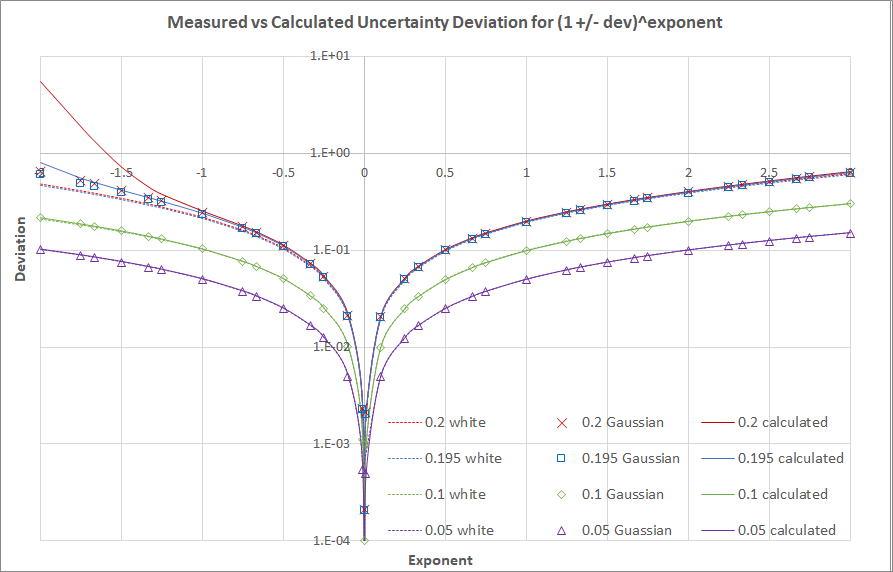 Measured vs Calculated Uncertainty Deviation for (1 +/- dev)^exponent
1.E+01
1.E+00
-2 -1.5 -1 -0.5 0 0.5 1 1.5 2 2.5 3
1.E-01
1.E-02
1.E-03
1.E-04
Deviation
0.2 white 0.2 Gaussian 0.2 calculated
0.195 white 0.195 Gaussian 0.195 calculated
0.1 white 0.1 Gaussian 0.1 calculated
0.05 white 0.05 Guassian 0.05 calculated
Exponent